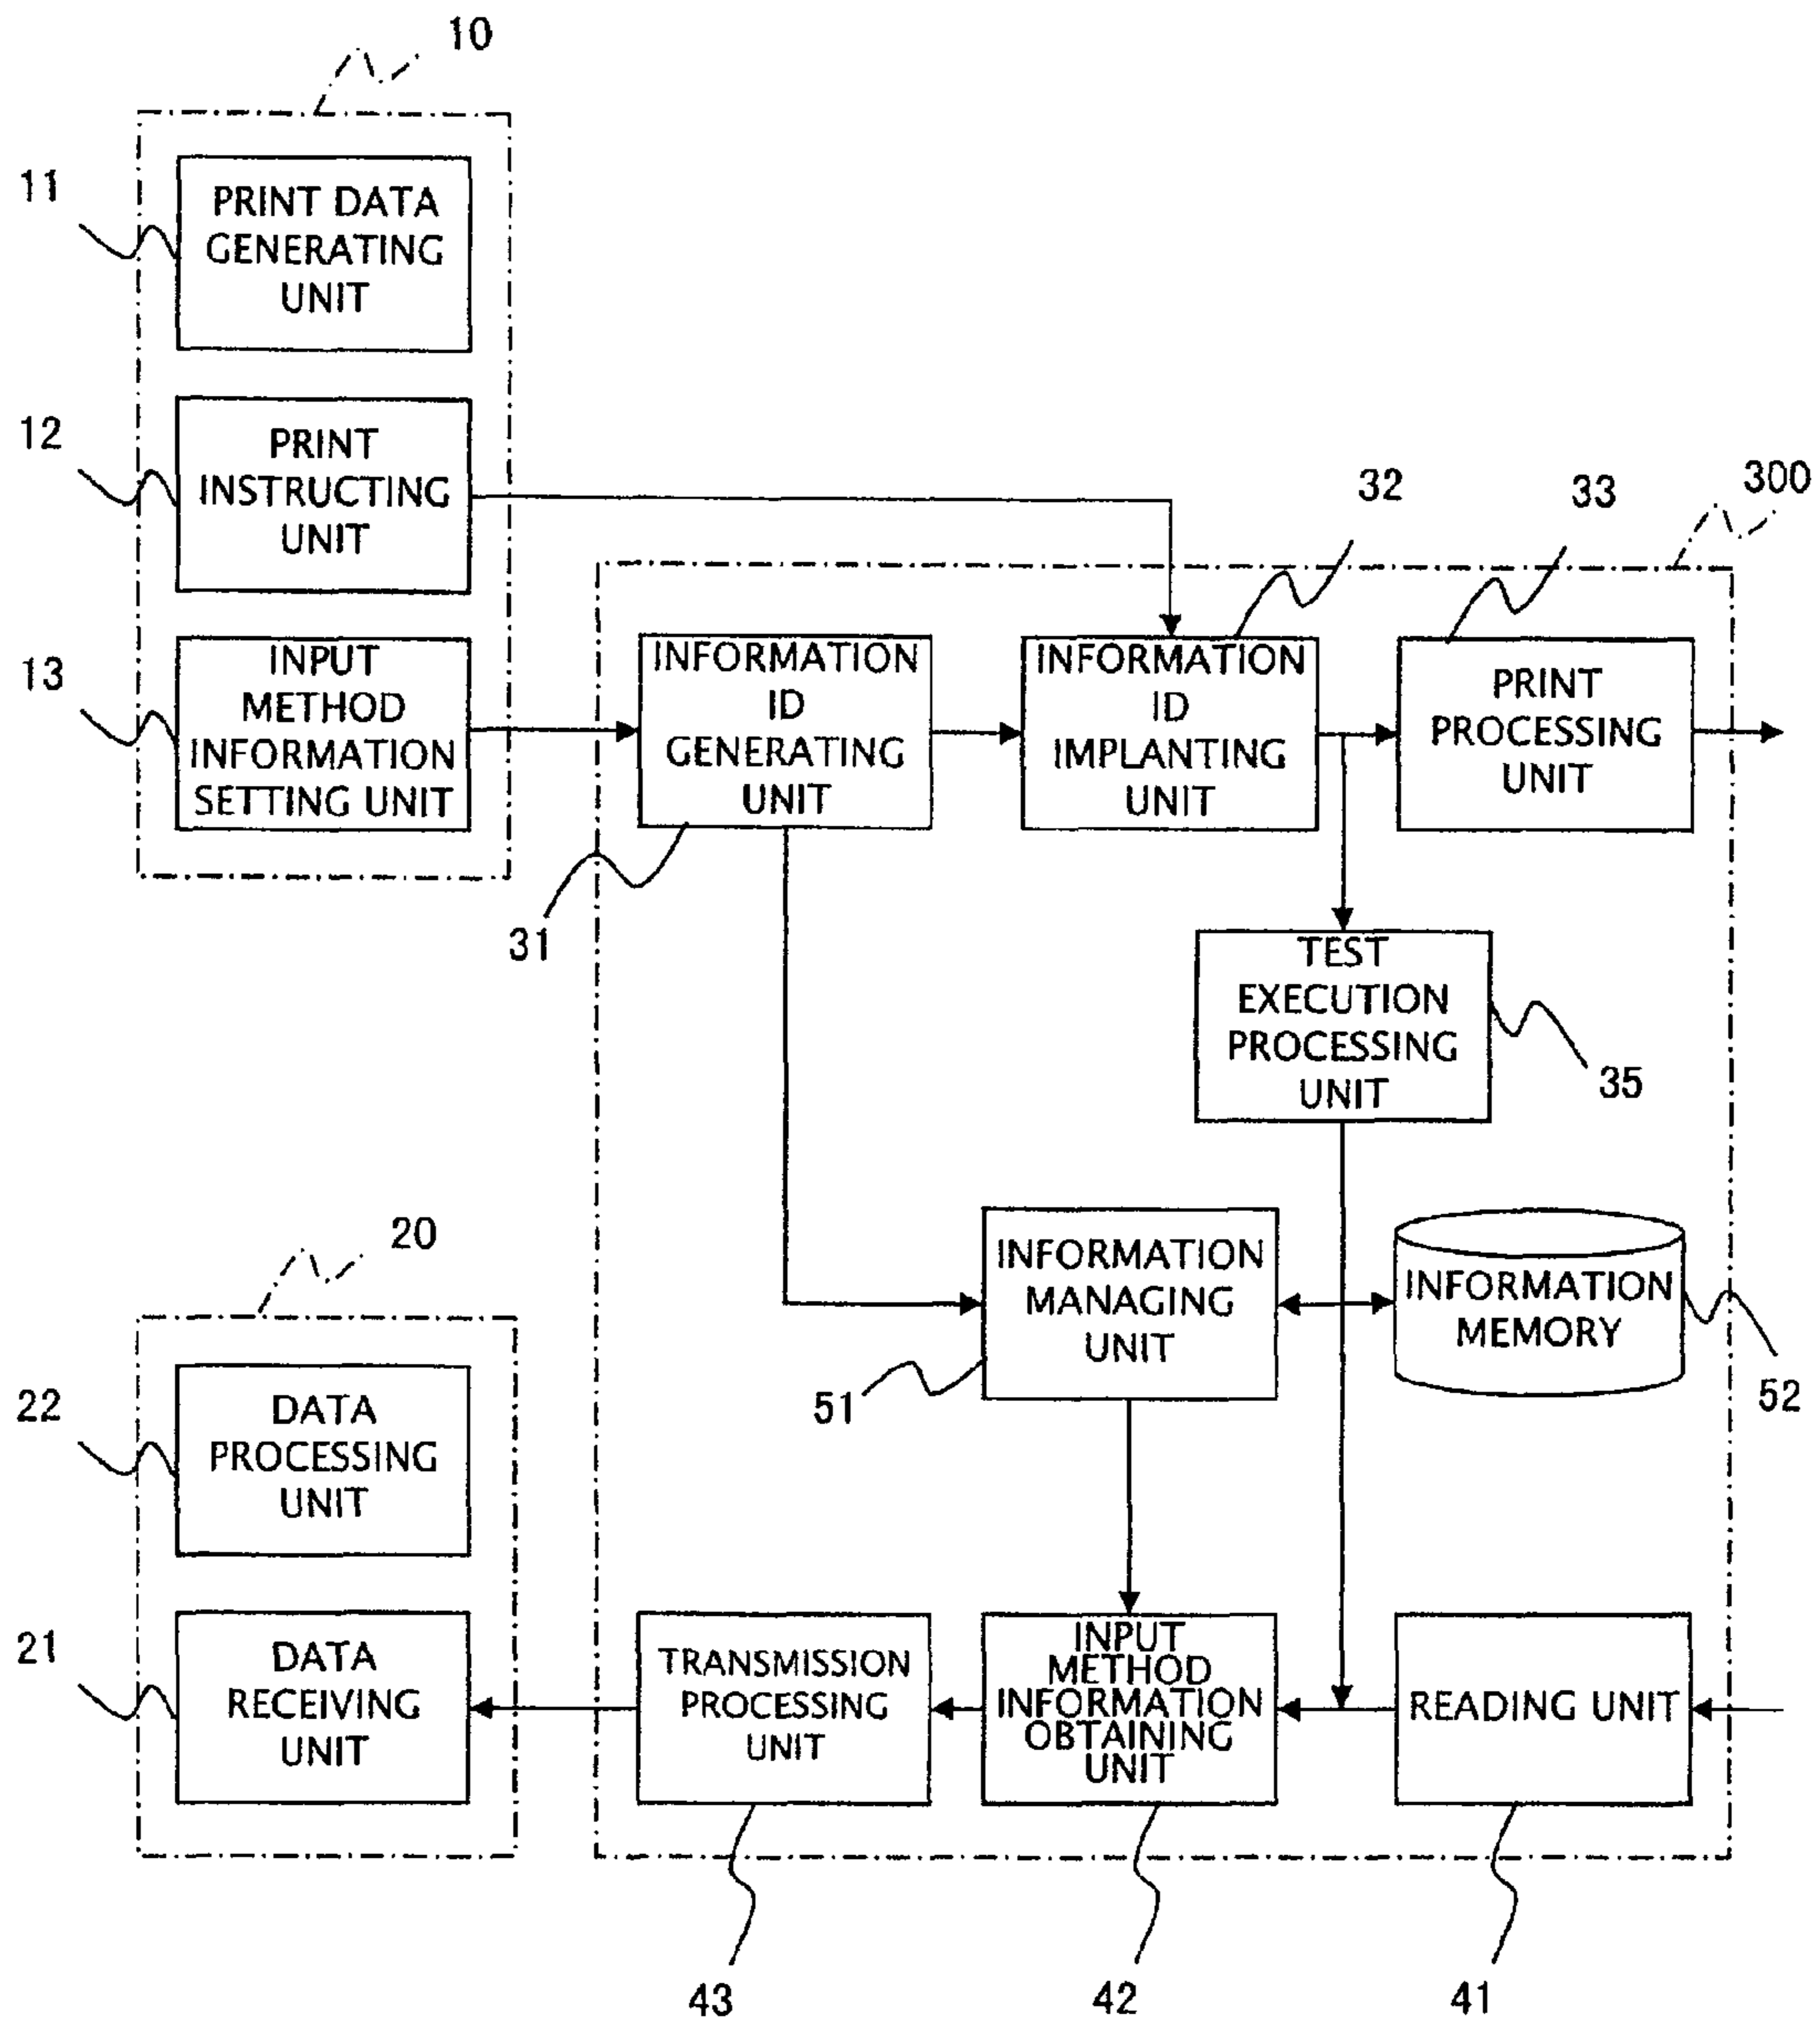 10
11
PRINT DATA
GENERATING
UNIT
12
PRINT
INSTRUCTING
UNIT
13
INPUT
METHOD
INFORMATION
SETTING UNIT
300
32
33
INFORMATION
ID
GENERATING
UNIT
31
INFORMATION
ID
IMPLANTING
UNIT
PRINT
PROCESSING
UNIT
TEST
EXECUTION
PROCESSING
UNIT
35
INFORMATION
MANAGING
UNIT
51
INFORMATION
MEMORY
52
20
22
DATA
PROCESSING
UNIT
21
DATA
RECEIVING
UNIT
TRANSMISSION
PROCESSING
UNIT
43
INPUT
METHOD
INFORMATION
OBTAINING
UNIT
42
READING UNIT
41